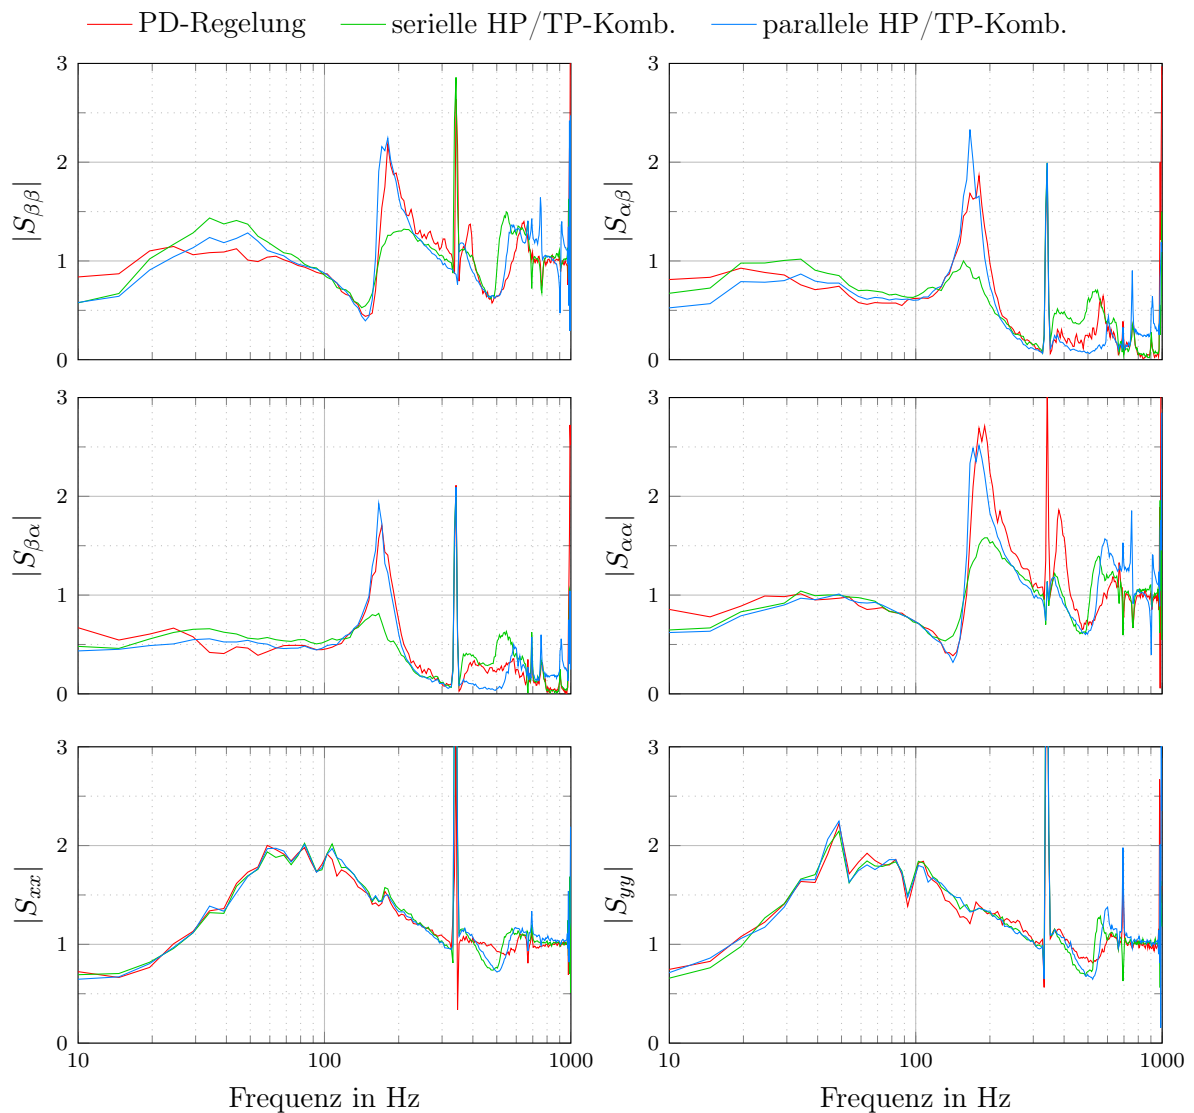 PD-Regelung serielle HP/TP-Komb. parallele HP/TP-Komb.
3
2
1
0
|Sββ|
3
2
1
0
|Sαβ|
3
2
1
0
|Sβα|
3
2
1
0
|Sαα|
3
2
1
0
|Sxx|
10 100 1000
Frequenz in Hz
3
2
1
0
|Syy|
10 100 1000
Frequenz in Hz